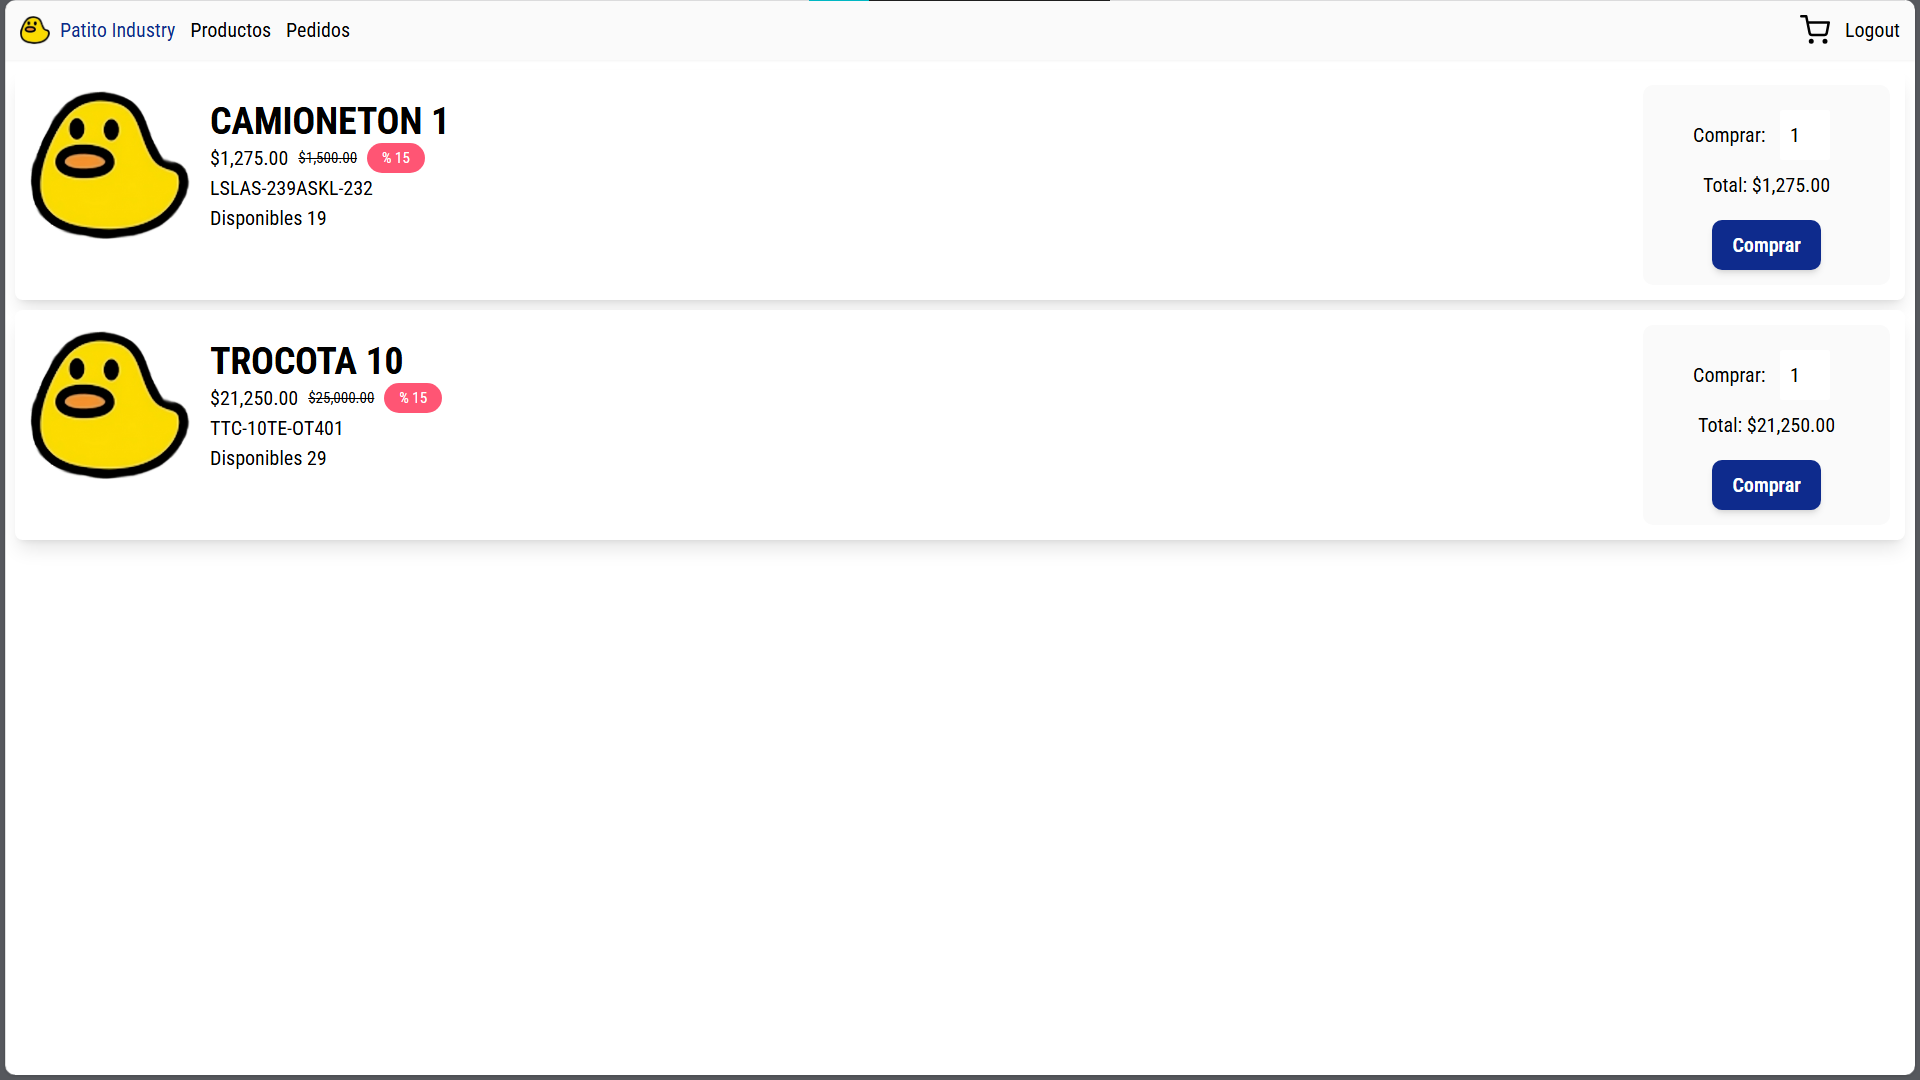 Patito Industry Productos Pedidos Logout
CAMIONETON 1
$1,275.00 $1,500.00 % 15
LSLAS-239ASKL-232
Disponibles 19
Comprar: 1
Total: $1,275.00
Comprar
TROCOTA 10
$21,250.00 $25,000.00 % 15
TTC-10TE-OT401
Disponibles 29
Comprar: 1
Total: $21,250.00
Comprar